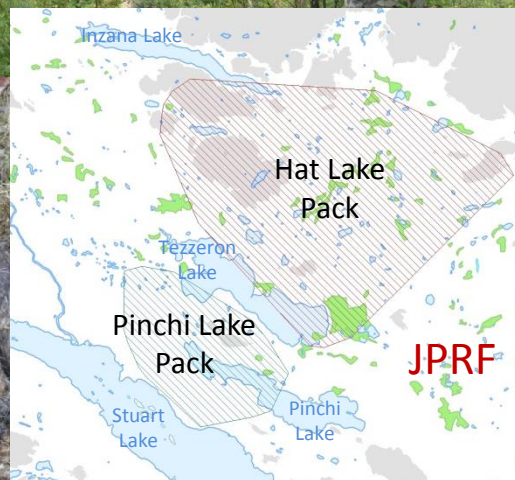 Inzana Lake
Hat Lake
Pack
Tezzeron
Lake
Pinchi Lake
Pack
JPRF
Stuart
Lake
Pinchi
Lake